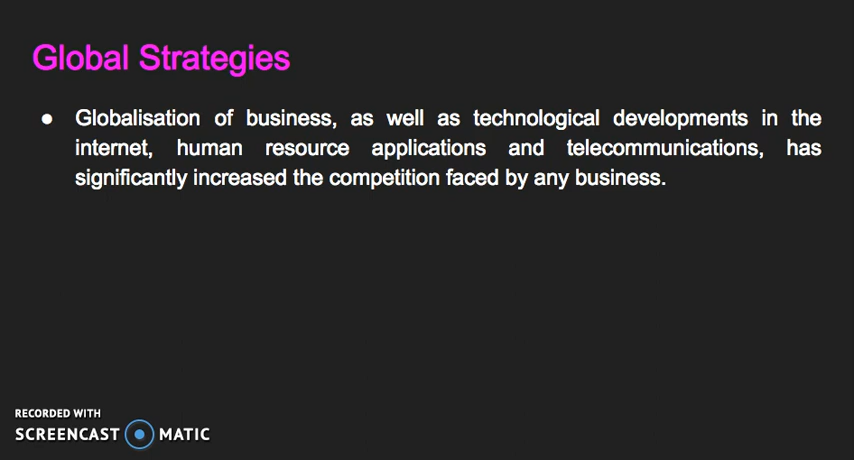 Global Strategies
● Globalisation of business, as well as technological developments in the
internet, human resource applications and telecommunications, has
significantly increased the competition faced by any business.
RECORDED WITH
SCREENCAST MATIC